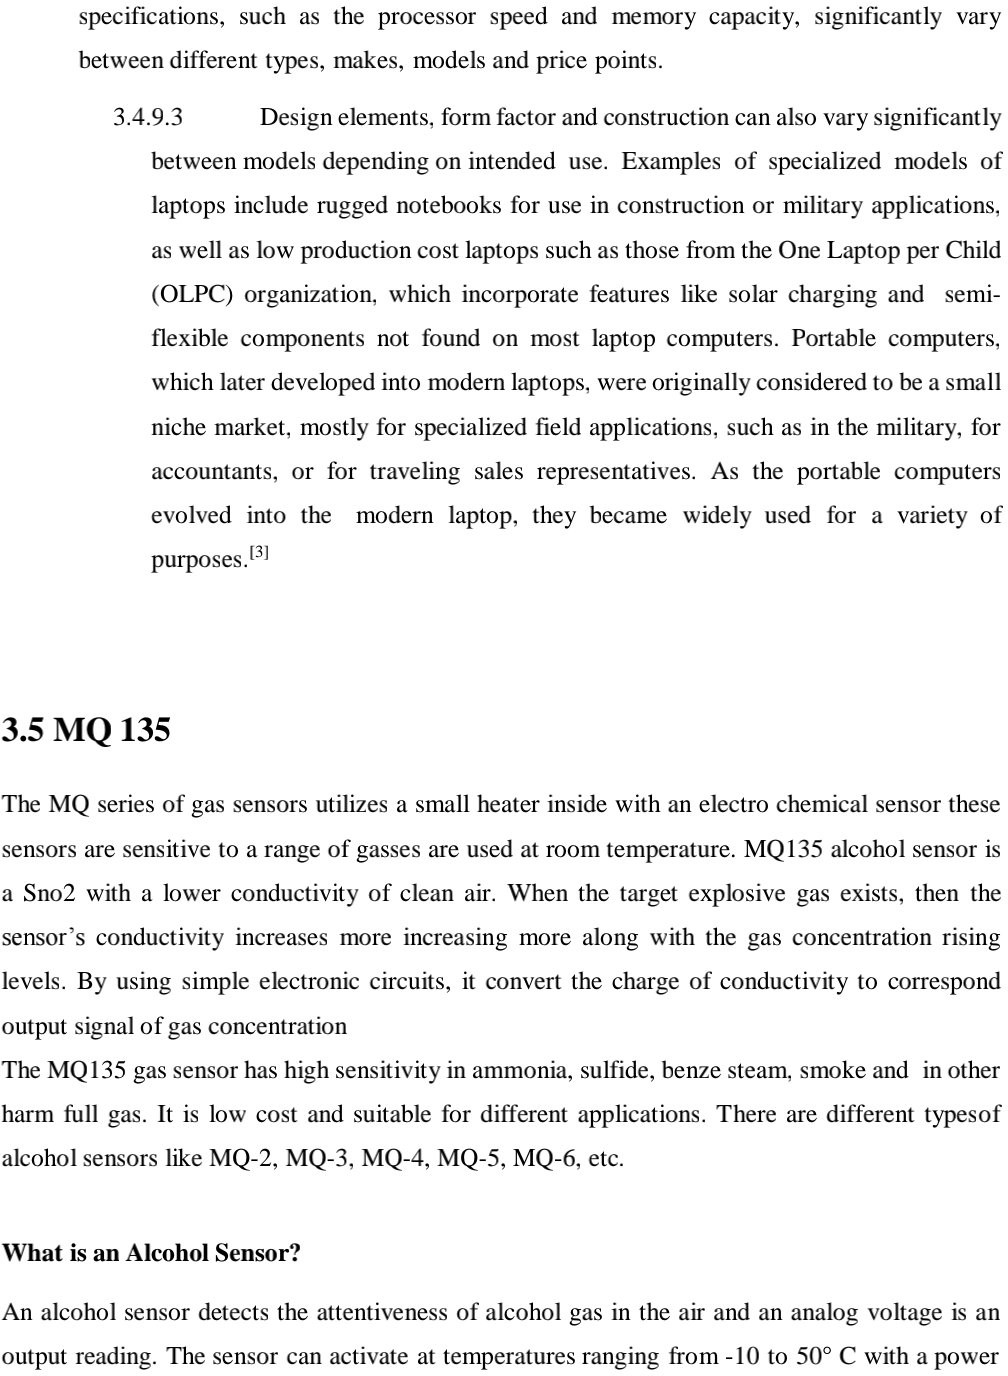 specifications, such as the processor speed and memory capacity, significantly vary
between different types, makes, models and price points.
3.4.9.3 Design elements, form factor and construction can also vary significantly
between models depending on intended use. Examples of specialized models of
laptops include rugged notebooks for use in construction or military applications,
as well as low production cost laptops such as those from the One Laptop per Child
(OLPC) organization, which incorporate features like solar charging and semi-
flexible components not found on most laptop computers. Portable computers,
which later developed into modern laptops, were originally considered to be a small
niche market, mostly for specialized field applications, such as in the military, for
accountants, or for traveling sales representatives. As the portable computers
evolved into the modern laptop, they became widely used for a variety of
purposes.[3]
3.5 MQ 135
The MQ series of gas sensors utilizes a small heater inside with an electro chemical sensor these
sensors are sensitive to a range of gasses are used at room temperature. MQ135 alcohol sensor is
a Sno2 with a lower conductivity of clean air. When the target explosive gas exists, then the
sensor’s conductivity increases more increasing more along with the gas concentration rising
levels. By using simple electronic circuits, it convert the charge of conductivity to correspond
output signal of gas concentration
The MQ135 gas sensor has high sensitivity in ammonia, sulfide, benze steam, smoke and in other
harm full gas. It is low cost and suitable for different applications. There are different typesof
alcohol sensors like MQ-2, MQ-3, MQ-4, MQ-5, MQ-6, etc.
What is an Alcohol Sensor?
An alcohol sensor detects the attentiveness of alcohol gas in the air and an analog voltage is an
output reading. The sensor can activate at temperatures ranging from -10 to 50° C with a power